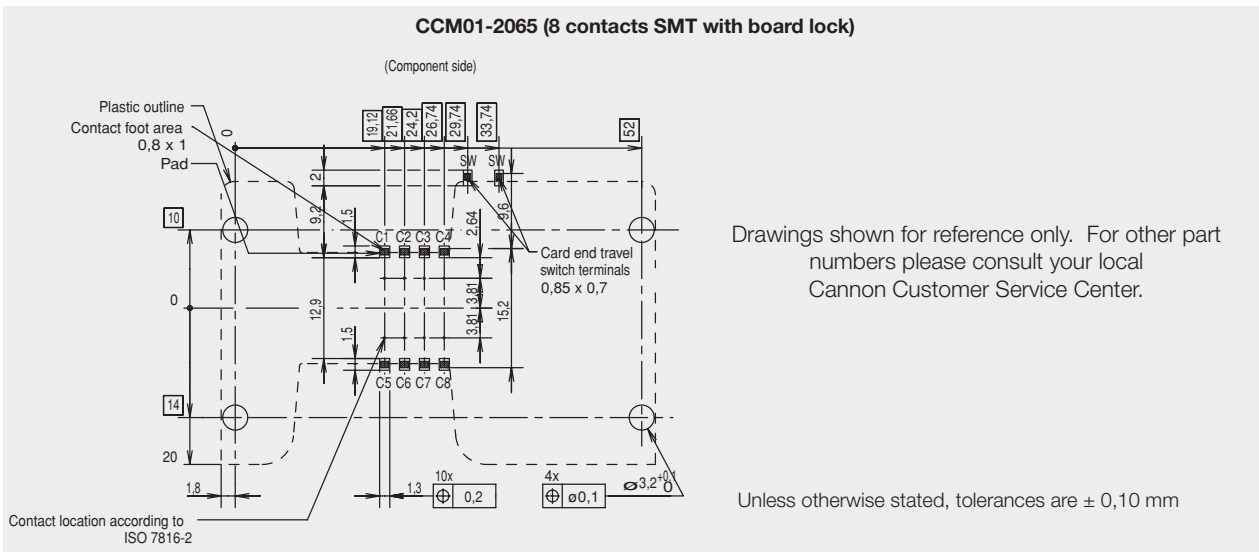 CCM01-2065 (8 contacts SMT with board lock)
(Component side)
Plastic outline
Contact foot area
0,8 x 1
Pad
0
0
19,12
21,66
24,2
26,74
29,74
33,74
52
SW
SW
2
9,2
1,5
2,64
9,6
10
C1 C2 C3 C4
Card end travel
switch terminals
0,85 x 0,7
Drawings shown for reference only. For other part
numbers please consult your local
Cannon Customer Service Center.
0
12,9
3,81
3,81
15,2
1,5
C5 C6 C7 C8
14
20
1,8
1,3
10x
0,2
4x
ø0,1
ø3,2 +0,1
0
Contact location according to
ISO 7816-2
Unless otherwise stated, tolerances are ± 0,10 mm